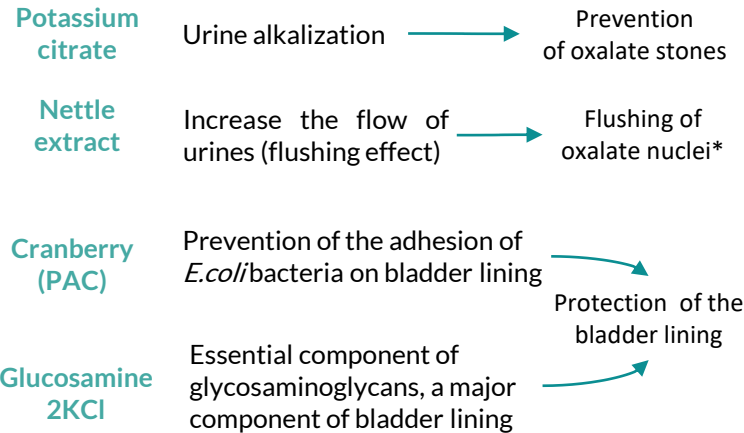 Potassium
citrate
Urine alkalization
Prevention
of oxalate stones
Nettle
extract
Increase the flow of
urines (flushing effect)
Flushing of
oxalate nuclei*
Cranberry
(PAC)
Prevention of the adhesion of
E.coli bacteria on bladder lining
Protection of the
bladder lining
Glucosamine
2KCl
Essential component of
glycosaminoglycans, a major
component of bladder lining